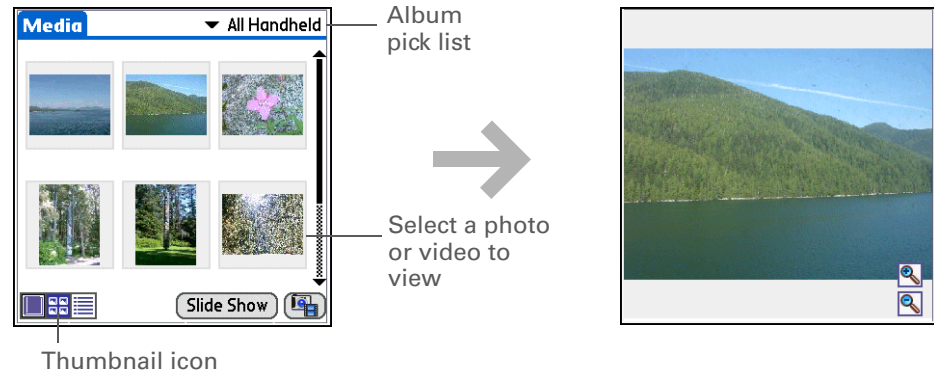 Media
All Handheld
Album
pick list
Select a photo
or video to
view
Slide Show
Thumbnail icon